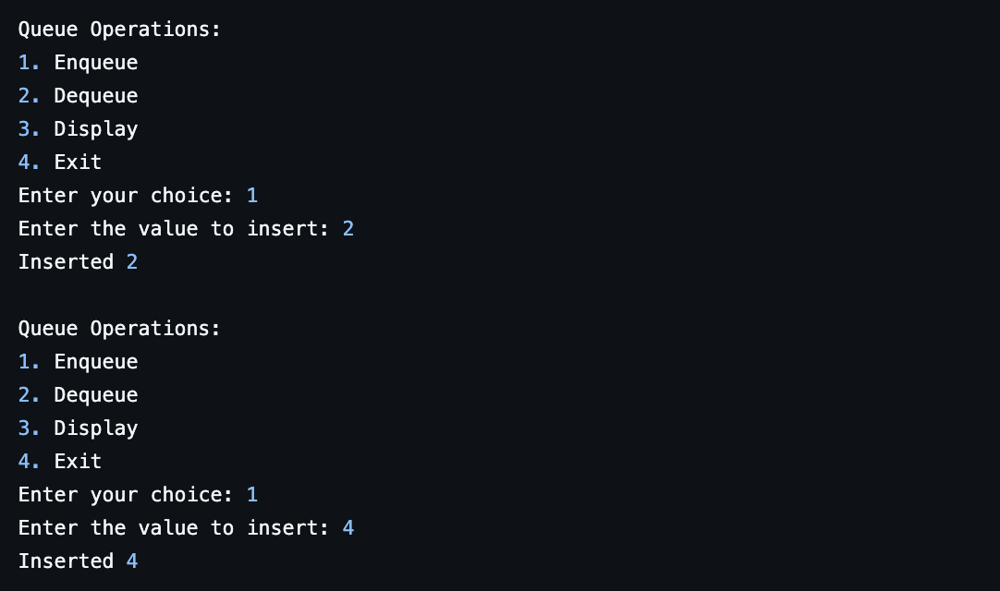 Queue Operations:
1. Enqueue
2. Dequeue
3. Display
4. Exit
Enter your choice: 1
Enter the value to insert: 2
Inserted 2

Queue Operations:
1. Enqueue
2. Dequeue
3. Display
4. Exit
Enter your choice: 1
Enter the value to insert: 4
Inserted 4